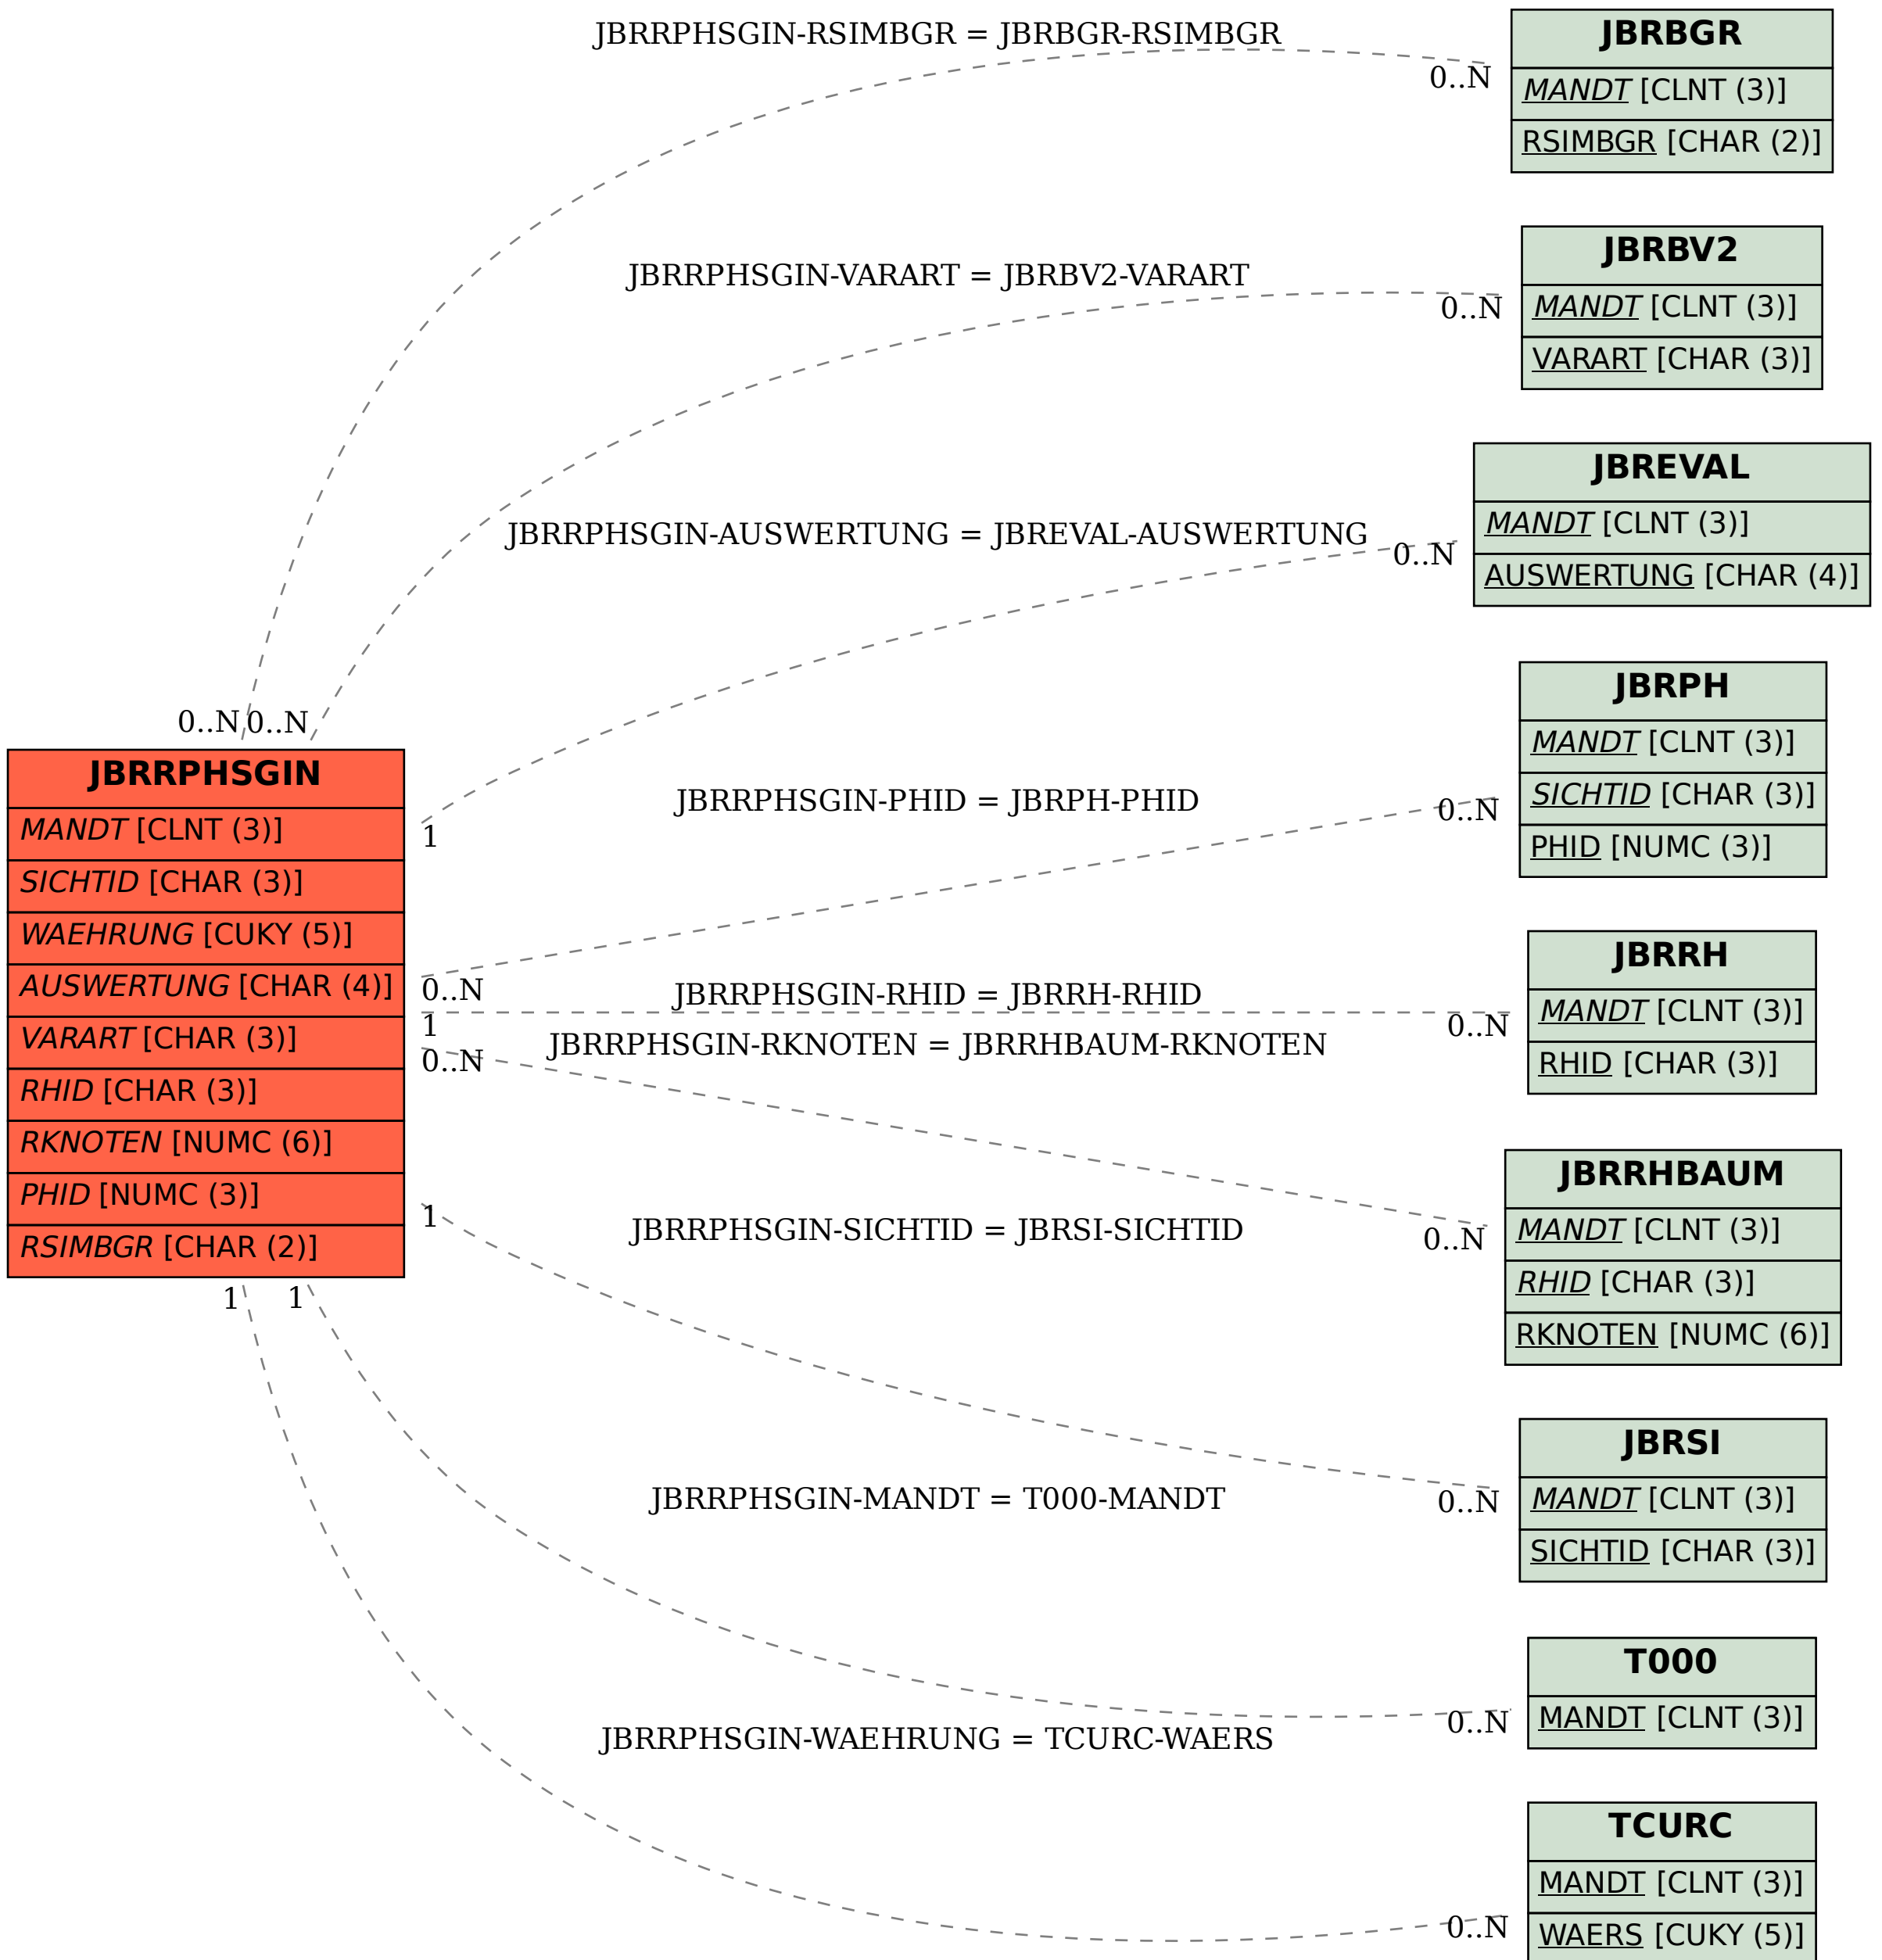 JBRRPHSGIN-RSIMBGR = JBRBGR-RSIMBGR
0..N
JBRBGR
MANDT [CLNT (3)]
RSIMBGR [CHAR (2)]
JBRRPHSGIN-VARART = JBRBV2-VARART
0..N
JBRBV2
MANDT [CLNT (3)]
VARART [CHAR (3)]
JBRRPHSGIN-AUSWERTUNG = JBREVAL-AUSWERTUNG
0..N
JBREVAL
MANDT [CLNT (3)]
AUSWERTUNG [CHAR (4)]
0..N
0..N
JBRRPHSGIN
MANDT [CLNT (3)]
SICHTID [CHAR (3)]
WAEHRUNG [CUKY (5)]
AUSWERTUNG [CHAR (4)]
VARART [CHAR (3)]
RHID [CHAR (3)]
RKNOTEN [NUMC (6)]
PHID [NUMC (3)]
RSIMBGR [CHAR (2)]
1
JBRRPHSGIN-PHID = JBRPH-PHID
0..N
0..N
JBRPH
MANDT [CLNT (3)]
SICHTID [CHAR (3)]
PHID [NUMC (3)]
JBRRPHSGIN-RHID = JBRRH-RHID
1
0..N
JBRRH
MANDT [CLNT (3)]
RHID [CHAR (3)]
JBRRPHSGIN-RKNOTEN = JBRRHBAUM-RKNOTEN
0..N
0..N
JBRRHBAUM
MANDT [CLNT (3)]
RHID [CHAR (3)]
RKNOTEN [NUMC (6)]
1
JBRRPHSGIN-SICHTID = JBRSI-SICHTID
0..N
JBRSI
MANDT [CLNT (3)]
SICHTID [CHAR (3)]
1
1
JBRRPHSGIN-MANDT = T000-MANDT
0..N
T000
MANDT [CLNT (3)]
JBRRPHSGIN-WAEHRUNG = TCURC-WAERS
0..N
TCURC
MANDT [CLNT (3)]
WAERS [CUKY (5)]